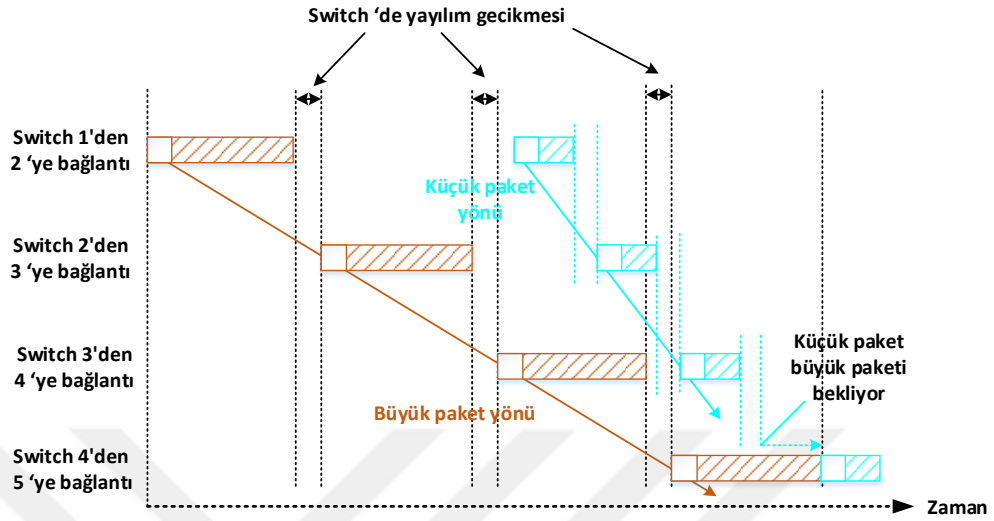 Switch ‘de yayılım gecikmesi
Switch 1'den
2 ‘ye bağlantı
Küçük paket
yönü
Switch 2'den
3 ‘ye bağlantı
Switch 3'den
4 ‘ye bağlantı
Küçük paket
büyük paketi
bekliyor
Büyük paket yönü
Switch 4'den
5 ‘ye bağlantı
Zaman